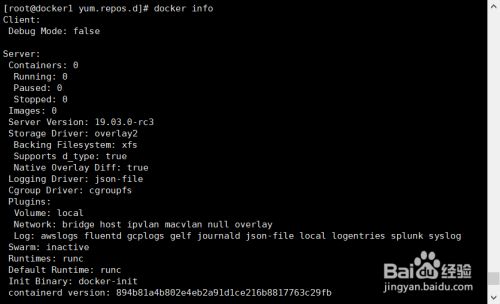 [root@docker1 yum.repos.d]# docker info
Client:
 Debug Mode: false

Server:
 Containers: 0
  Running: 0
  Paused: 0
  Stopped: 0
 Images: 0
 Server Version: 19.03.0-rc3
 Storage Driver: overlay2
  Backing Filesystem: xfs
  Supports d_type: true
  Native Overlay Diff: true
 Logging Driver: json-file
 Cgroup Driver: cgroupfs
 Plugins:
  Volume: local
  Network: bridge host ipvlan macvlan null overlay
  Log: awslogs fluentd gcplogs gelf journald json-file local logentries splunk syslog
 Swarm: inactive
 Runtimes: runc
 Default Runtime: runc
 Init Binary: docker-init
 containerd version: 894b81a4b802e4eb2a91d1ce216b8817763c29fb
Baidu经验
jingyan.baidu.com